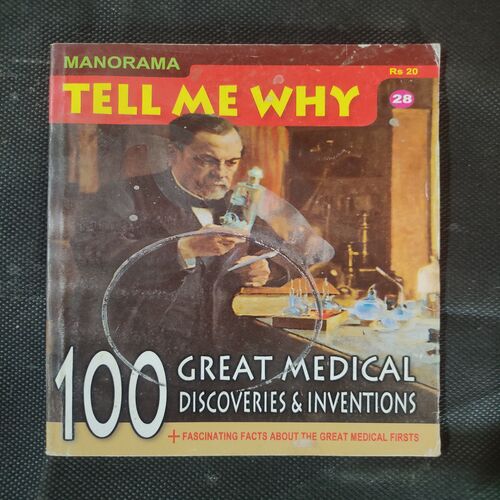 MANORAMA
Rs 20
TELL ME WHY
28
100 GREAT MEDICAL
DISCOVERIES & INVENTIONS
+ FASCINATING FACTS ABOUT THE GREAT MEDICAL FIRSTS